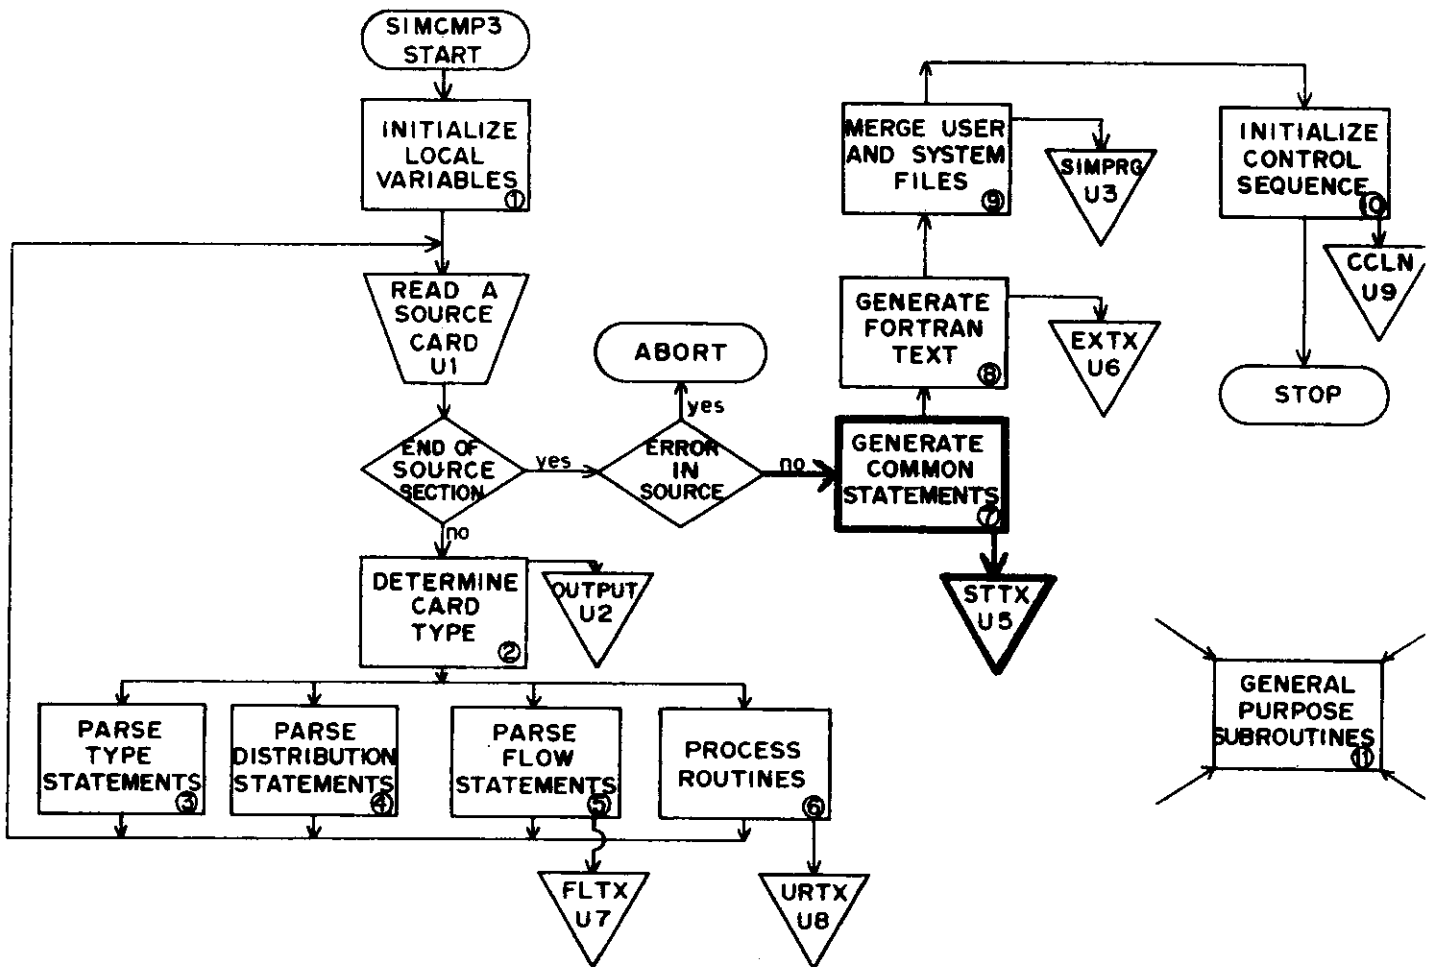 SIMCMP3
START
INITIALIZE
LOCAL
VARIABLES
①
READ A
SOURCE
CARD
U1
END OF
SOURCE
SECTION
yes
no
ERROR
IN
SOURCE
yes
no
ABORT
DETERMINE
CARD
TYPE
②
OUTPUT
U2
PARSE
TYPE
STATEMENTS
③
PARSE
DISTRIBUTION
STATEMENTS
④
PARSE
FLOW
STATEMENTS
⑤
PROCESS
ROUTINES
⑥
FLTX
U7
URTX
U8
GENERATE
COMMON
STATEMENTS
⑦
STTX
U5
GENERATE
FORTRAN
TEXT
⑧
EXTX
U6
MERGE USER
AND SYSTEM
FILES
⑨
SIMPRG
U3
INITIALIZE
CONTROL
SEQUENCE
⑩
CCLN
U9
STOP
GENERAL
PURPOSE
SUBROUTINES
⑪